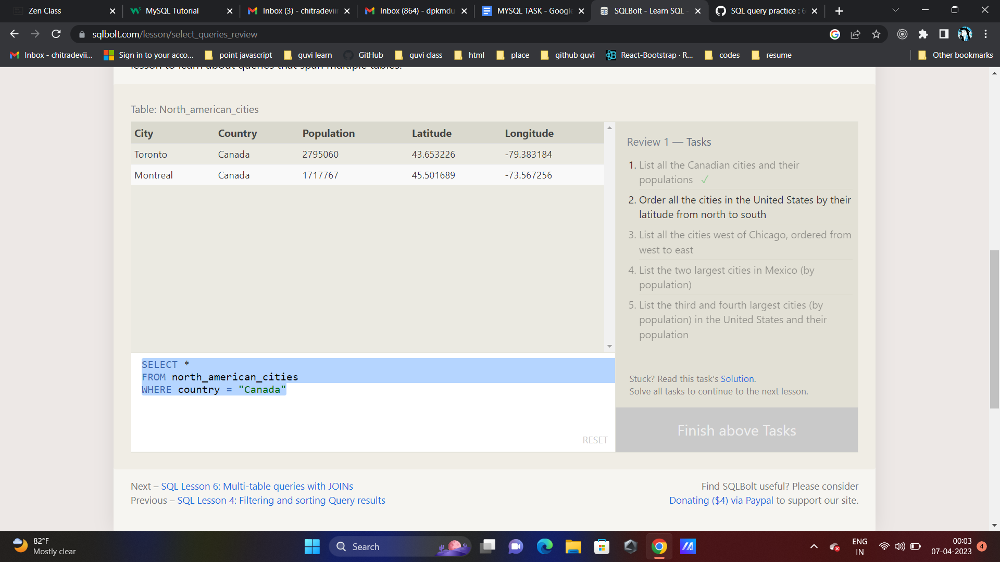 Zen Class
MySQL Tutorial
Inbox (3) - chitradeviir
Inbox (864) - dpkmdu
MYSQL TASK - Google
SQLBolt - Learn SQL -
SQL query practice : 6
sqlbolt.com/lesson/select_queries_review
Inbox - chitradevii...
Sign in to your acco...
point javascript
guvi learn
GitHub
guvi class
html
place
github guvi
React-Bootstrap · R...
codes
resume
Other bookmarks
lesson to learn about queries that span multiple tables.
Table: North_american_cities
City Country Population Latitude Longitude
Toronto Canada 2795060 43.653226 -79.383184
Montreal Canada 1717767 45.501689 -73.567256
Review 1 — Tasks
1. List all the Canadian cities and their
populations ✓
2. Order all the cities in the United States by their
latitude from north to south
3. List all the cities west of Chicago, ordered from
west to east
4. List the two largest cities in Mexico (by
population)
5. List the third and fourth largest cities (by
population) in the United States and their
population
SELECT *
FROM north_american_cities
WHERE country = "Canada"
RESET
Stuck? Read this task's Solution.
Solve all tasks to continue to the next lesson.
Finish above Tasks
Next – SQL Lesson 6: Multi-table queries with JOINs
Previous – SQL Lesson 4: Filtering and sorting Query results
Find SQLBolt useful? Please consider
Donating ($4) via Paypal to support our site.
82°F
Mostly clear
Search
ENG
IN
00:03
07-04-2023
4